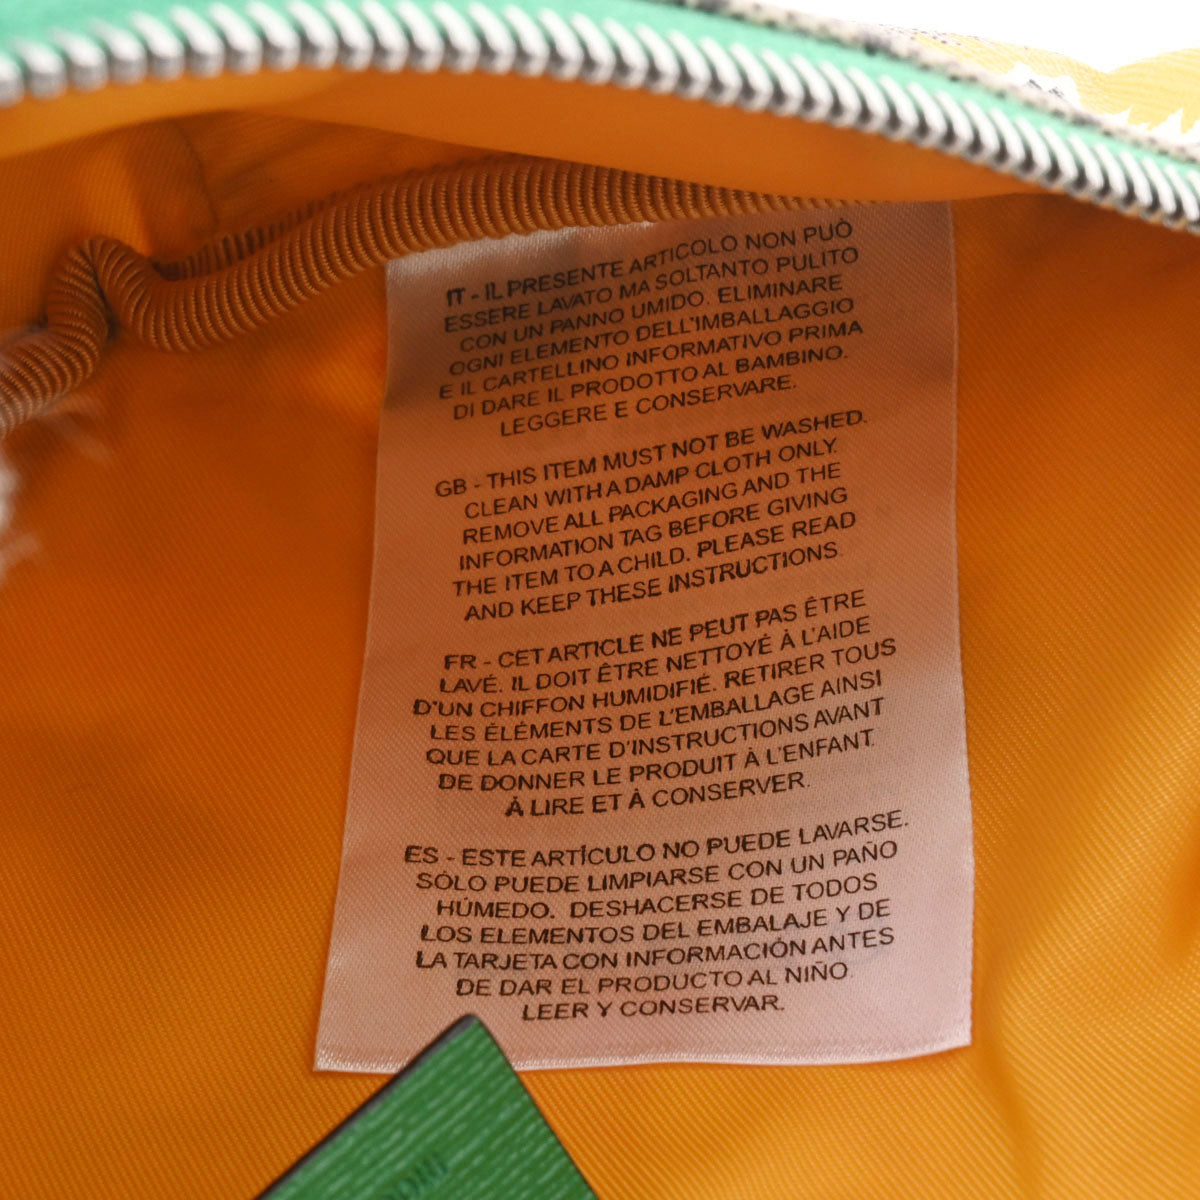 IT - IL PRESENTE ARTICOLO NON PUÒ
ESSERE LAVATO MA SOLTANTO PULITO
CON UN PANNO UMIDO. ELIMINARE
OGNI ELEMENTO DELL'IMBALLAGGIO
E IL CARTELLINO INFORMATIVO PRIMA
DI DARE IL PRODOTTO AL BAMBINO.
LEGGERE E CONSERVARE.
GB - THIS ITEM MUST NOT BE WASHED.
CLEAN WITH A DAMP CLOTH ONLY.
REMOVE ALL PACKAGING AND THE
INFORMATION TAG BEFORE GIVING
THE ITEM TO A CHILD. PLEASE READ
AND KEEP THESE INSTRUCTIONS.
FR - CET ARTICLE NE PEUT PAS ÊTRE
LAVÉ. IL DOIT ÊTRE NETTOYÉ À L'AIDE
D'UN CHIFFON HUMIDIFIÉ. RETIRER TOUS
LES ÉLÉMENTS DE L'EMBALLAGE AINSI
QUE LA CARTE D'INSTRUCTIONS AVANT
DE DONNER LE PRODUIT À L'ENFANT.
À LIRE ET À CONSERVER.
ES - ESTE ARTÍCULO NO PUEDE LAVARSE.
SÓLO PUEDE LIMPIARSE CON UN PAÑO
HÚMEDO. DESHACERSE DE TODOS
LOS ELEMENTOS DEL EMBALAJE Y DE
LA TARJETA CON INFORMACIÓN ANTES
DE DAR EL PRODUCTO AL NIÑO.
LEER Y CONSERVAR.